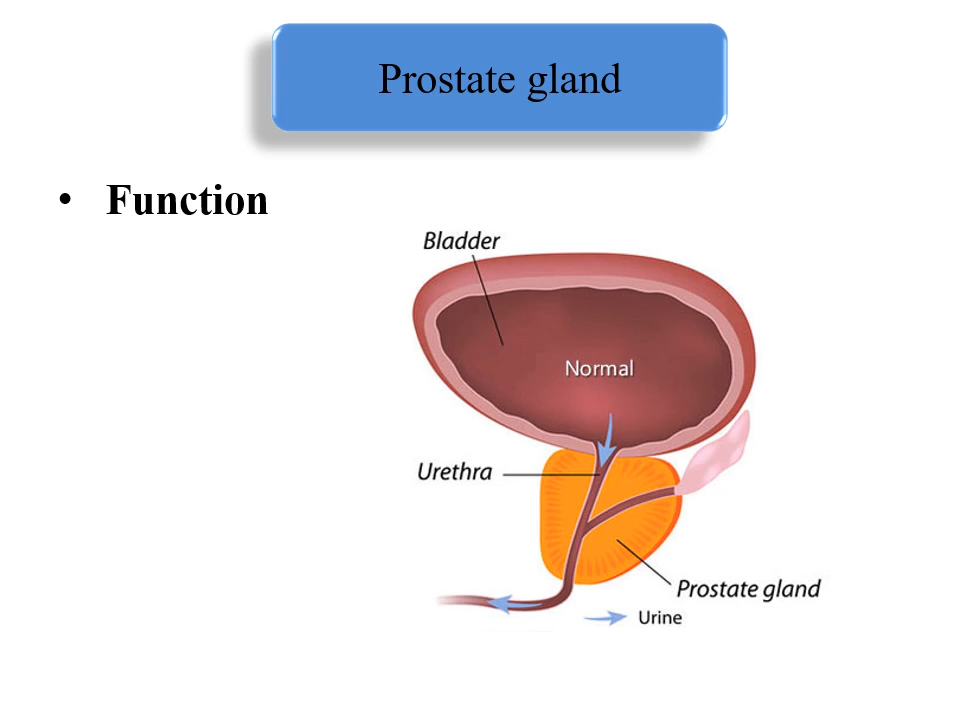 Prostate gland
• Function
Bladder
Normal
Urethra
Prostate gland
Urine